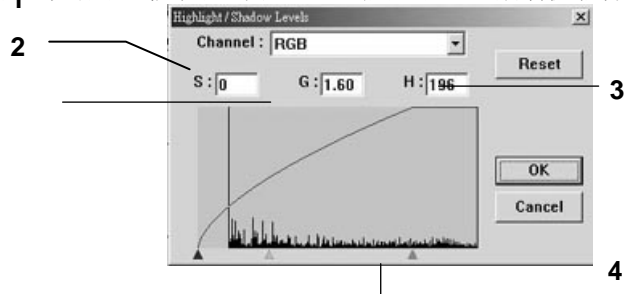 1
Highlight / Shadow Levels
2
Channel : RGB
Reset
S : 0 G : 1.60 H : 196
3
OK
Cancel
4